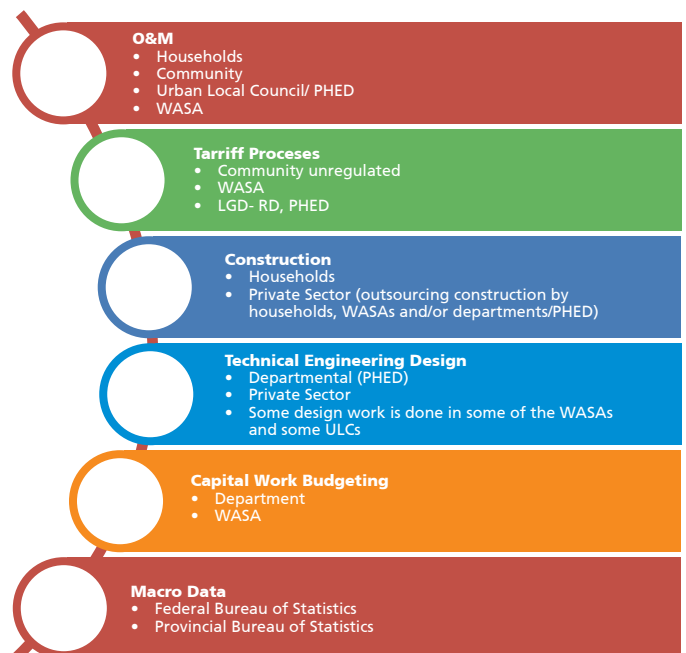 O&M
• Households
• Community
• Urban Local Council/ PHED
• WASA
Tarriff Proceses
• Community unregulated
• WASA
• LGD- RD, PHED
Construction
• Households
• Private Sector (outsourcing construction by
households, WASAs and/or departments/PHED)
Technical Engineering Design
• Departmental (PHED)
• Private Sector
• Some design work is done in some of the WASAs
and some ULCs
Capital Work Budgeting
• Department
• WASA
Macro Data
• Federal Bureau of Statistics
• Provincial Bureau of Statistics